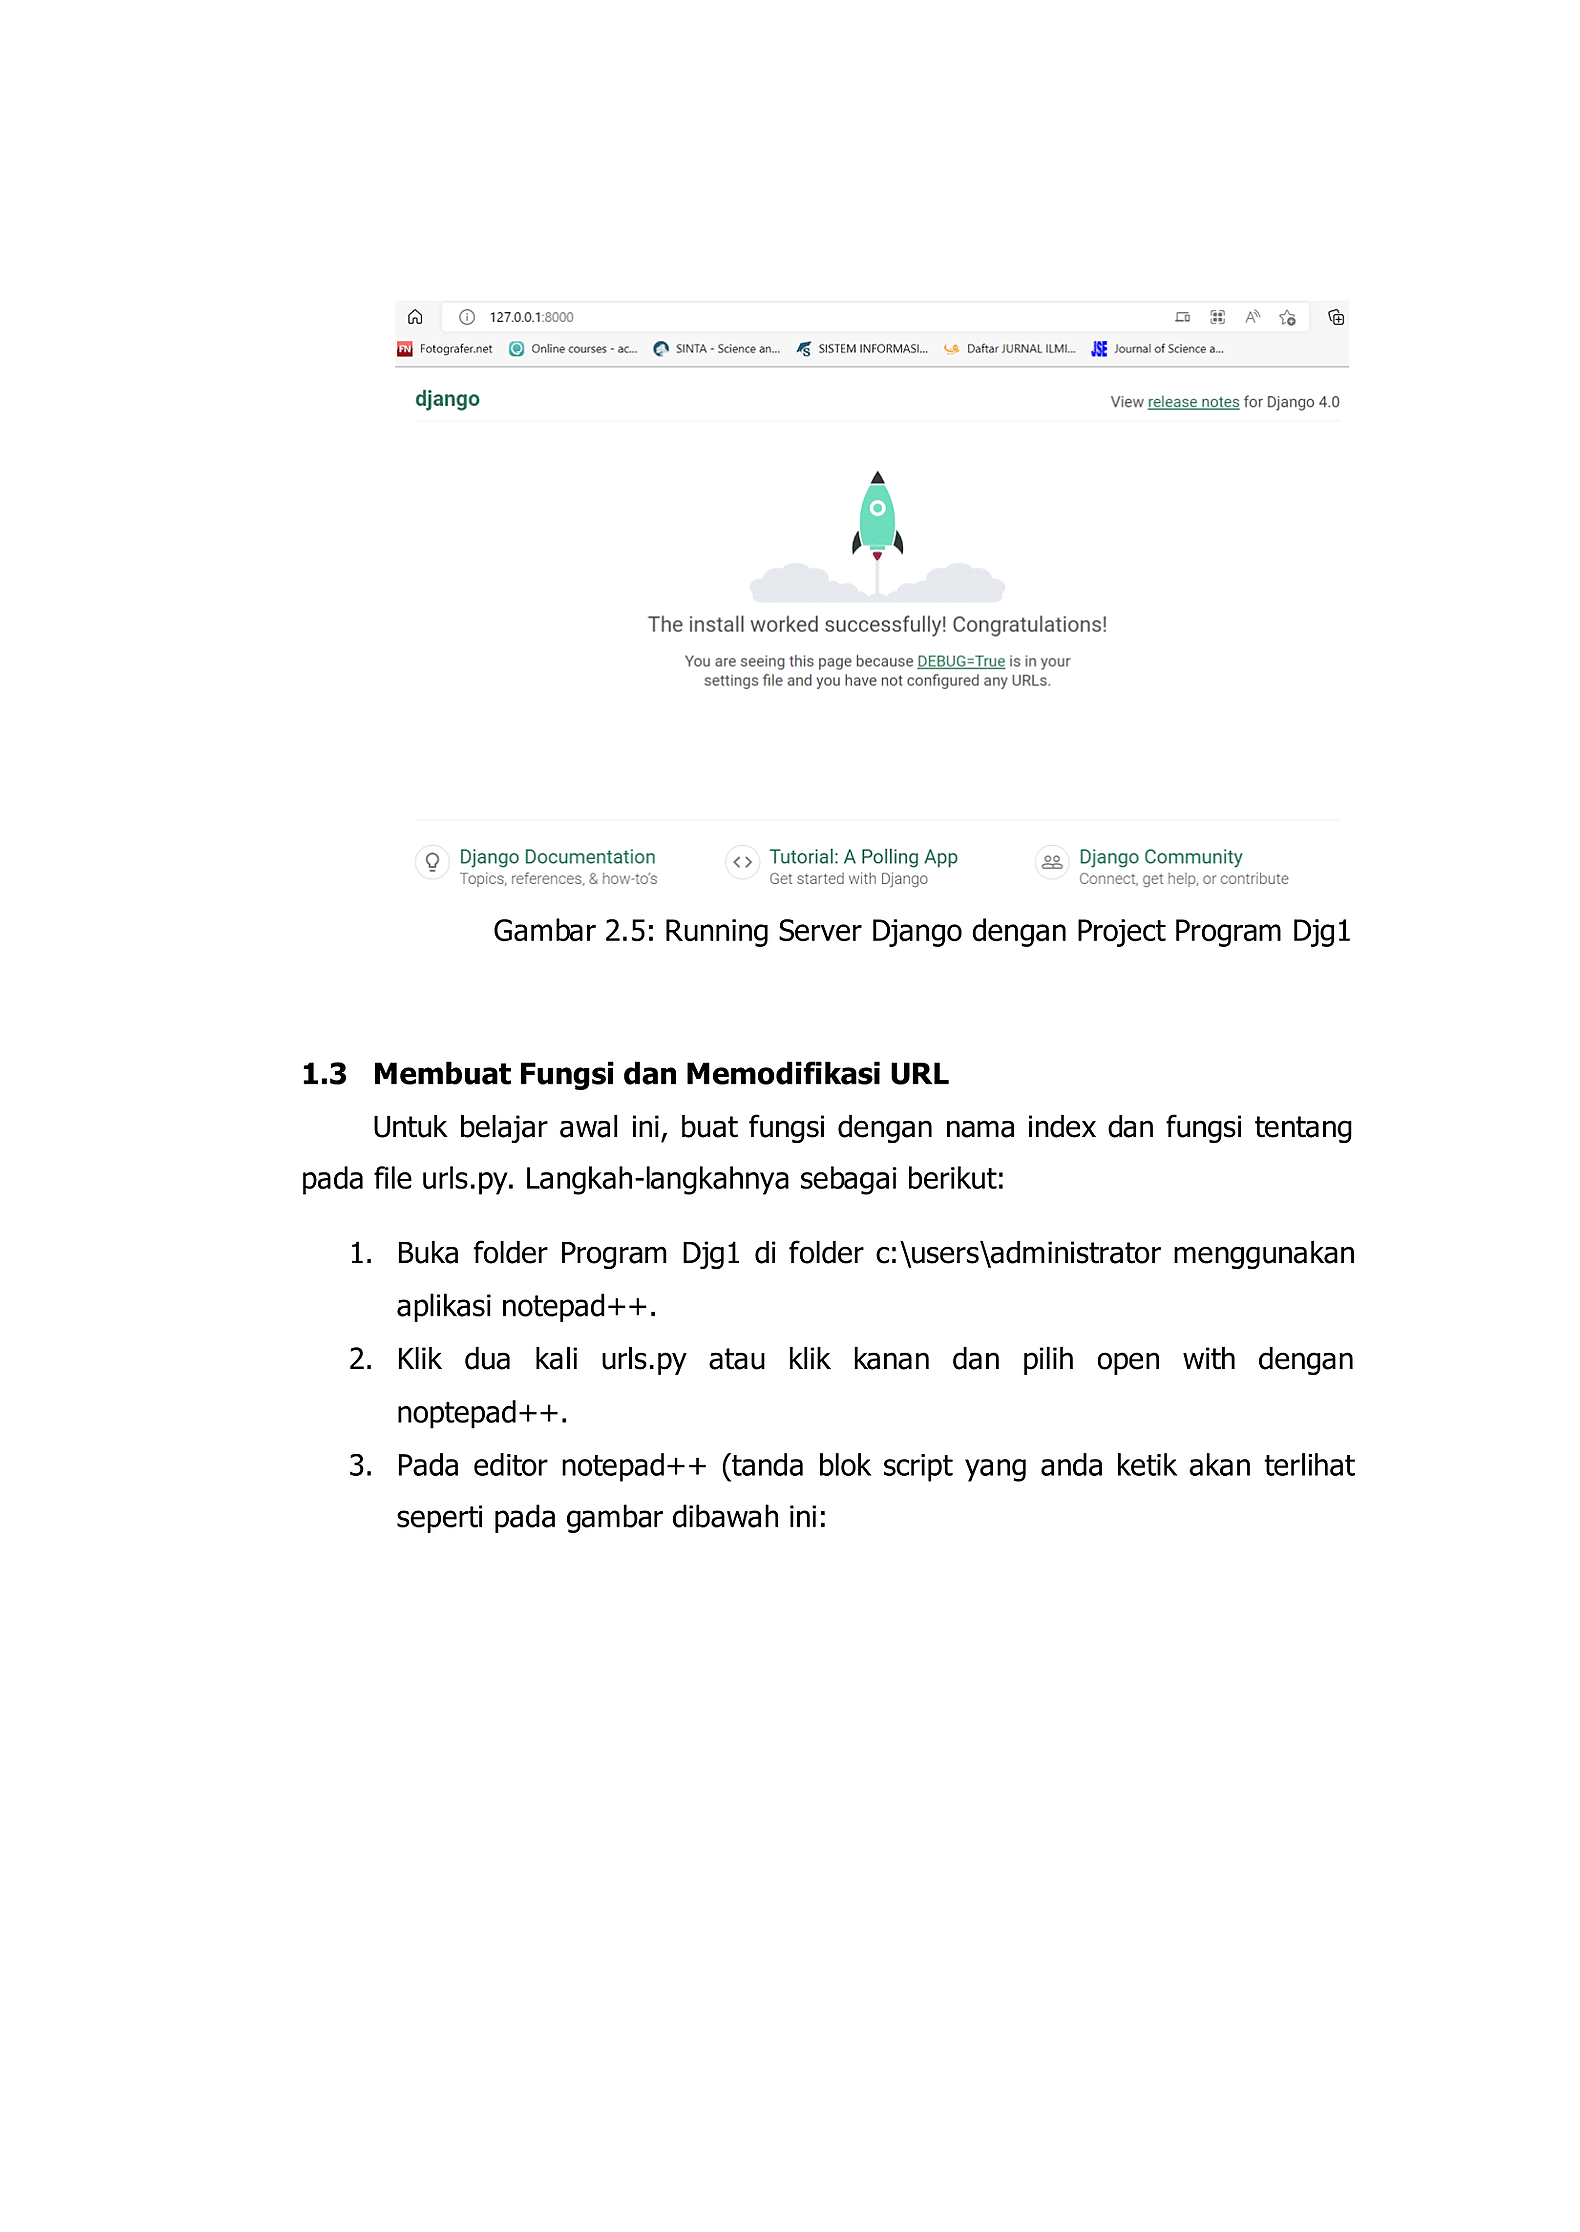 127.0.0.1:8000
Fotografer.net Online courses - ac... SINTA - Science an... SISTEM INFORMASI... Daftar JURNAL ILMI... JSE Journal of Science a...
django
View release notes for Django 4.0
The install worked successfully! Congratulations!
You are seeing this page because DEBUG=True is in your
settings file and you have not configured any URLs.
Django Documentation
Topics, references, & how-to's
Tutorial: A Polling App
Get started with Django
Django Community
Connect, get help, or contribute
Gambar 2.5: Running Server Django dengan Project Program Djg1
1.3 Membuat Fungsi dan Memodifikasi URL
Untuk belajar awal ini, buat fungsi dengan nama index dan fungsi tentang
pada file urls.py. Langkah-langkahnya sebagai berikut:
1. Buka folder Program Djg1 di folder c:\users\administrator menggunakan
aplikasi notepad++.
2. Klik dua kali urls.py atau klik kanan dan pilih open with dengan
noptepad++.
3. Pada editor notepad++ (tanda blok script yang anda ketik akan terlihat
seperti pada gambar dibawah ini: